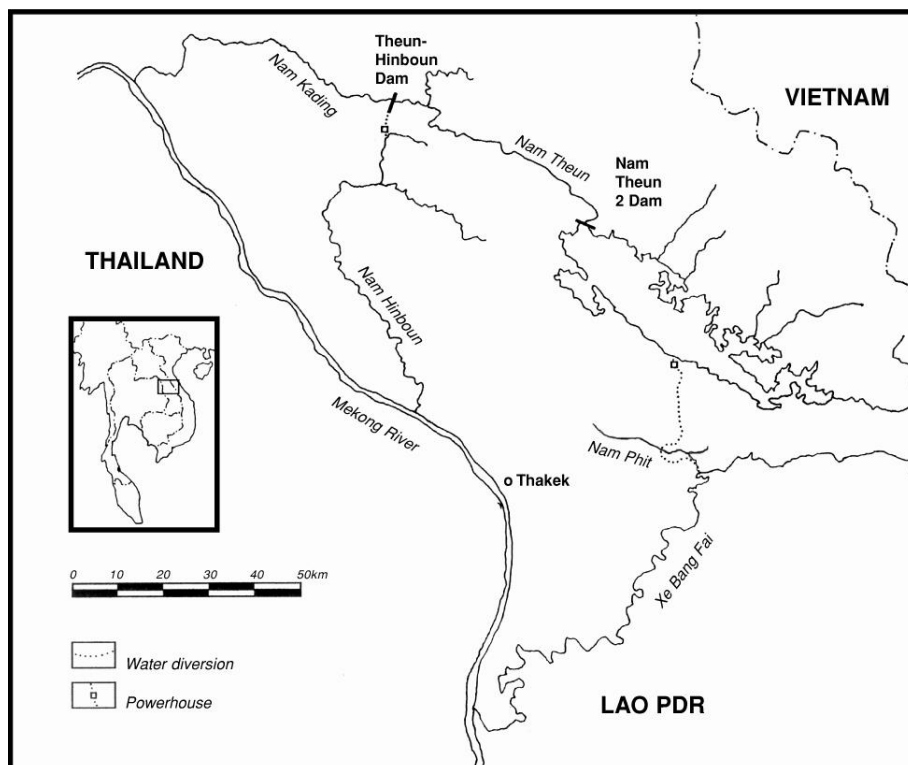 Theun-
Hinboun
Dam
Nam Kading
VIETNAM
Nam Theun
Nam
Theun
2 Dam
THAILAND
Nam Hinboun
Mekong River
Nam Phit
o Thakek
Xe Bang Fai
0 10 20 30 40 50km
Water diversion
Powerhouse
LAO PDR